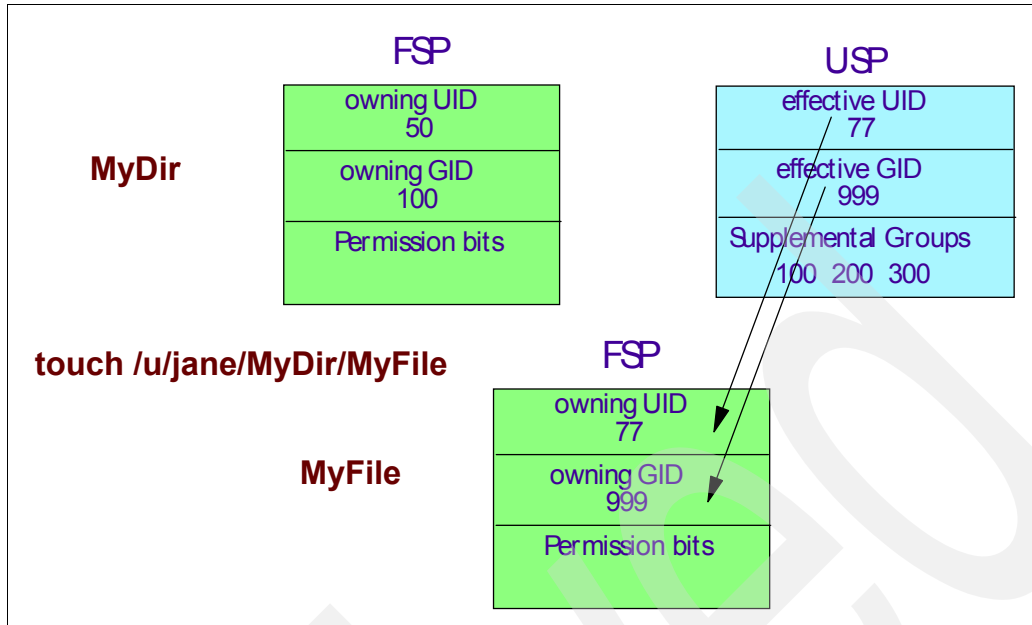 FSP
USP
owning UID
50
effective UID
77
MyDir
owning GID
100
effective GID
999
Permission bits
Supplemental Groups
100 200 300
touch /u/jane/MyDir/MyFile
FSP
owning UID
77
MyFile
owning GID
999
Permission bits